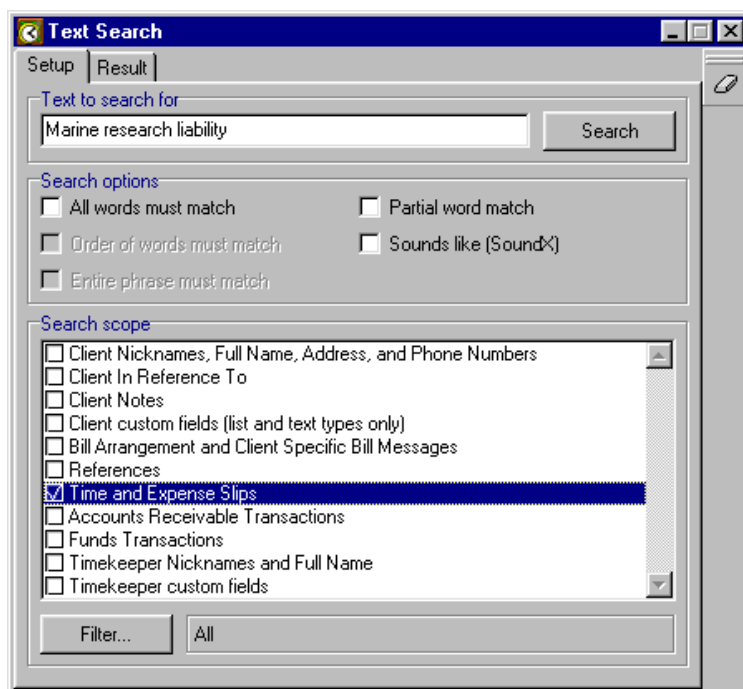 Text Search
Setup
Result
Text to search for
Marine research liability
Search
Search options
All words must match
Partial word match
Order of words must match
Sounds like (SoundX)
Entire phrase must match
Search scope
Client Nicknames, Full Name, Address, and Phone Numbers
Client In Reference To
Client Notes
Client custom fields (list and text types only)
Bill Arrangement and Client Specific Bill Messages
References
Time and Expense Slips
Accounts Receivable Transactions
Funds Transactions
Timekeeper Nicknames and Full Name
Timekeeper custom fields
Filter...
All